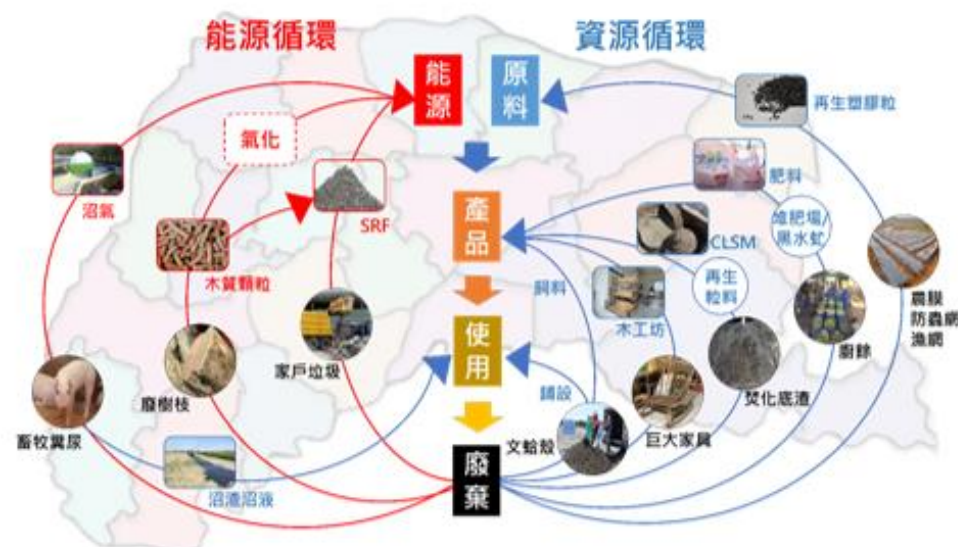 能源循環
資源循環
能源
原料
再生塑膠粒
氣化
沼氣
SRF
木質顆粒
產品
肥料
堆肥場/
黑水虻
CLSM
再生
粒料
飼料
木工坊
農膜
防蟲網
漁網
廚餘
使用
家戶垃圾
廢樹枝
畜牧糞尿
鋪設
焚化底渣
巨大家具
文蛤殼
沼渣沼液
廢棄